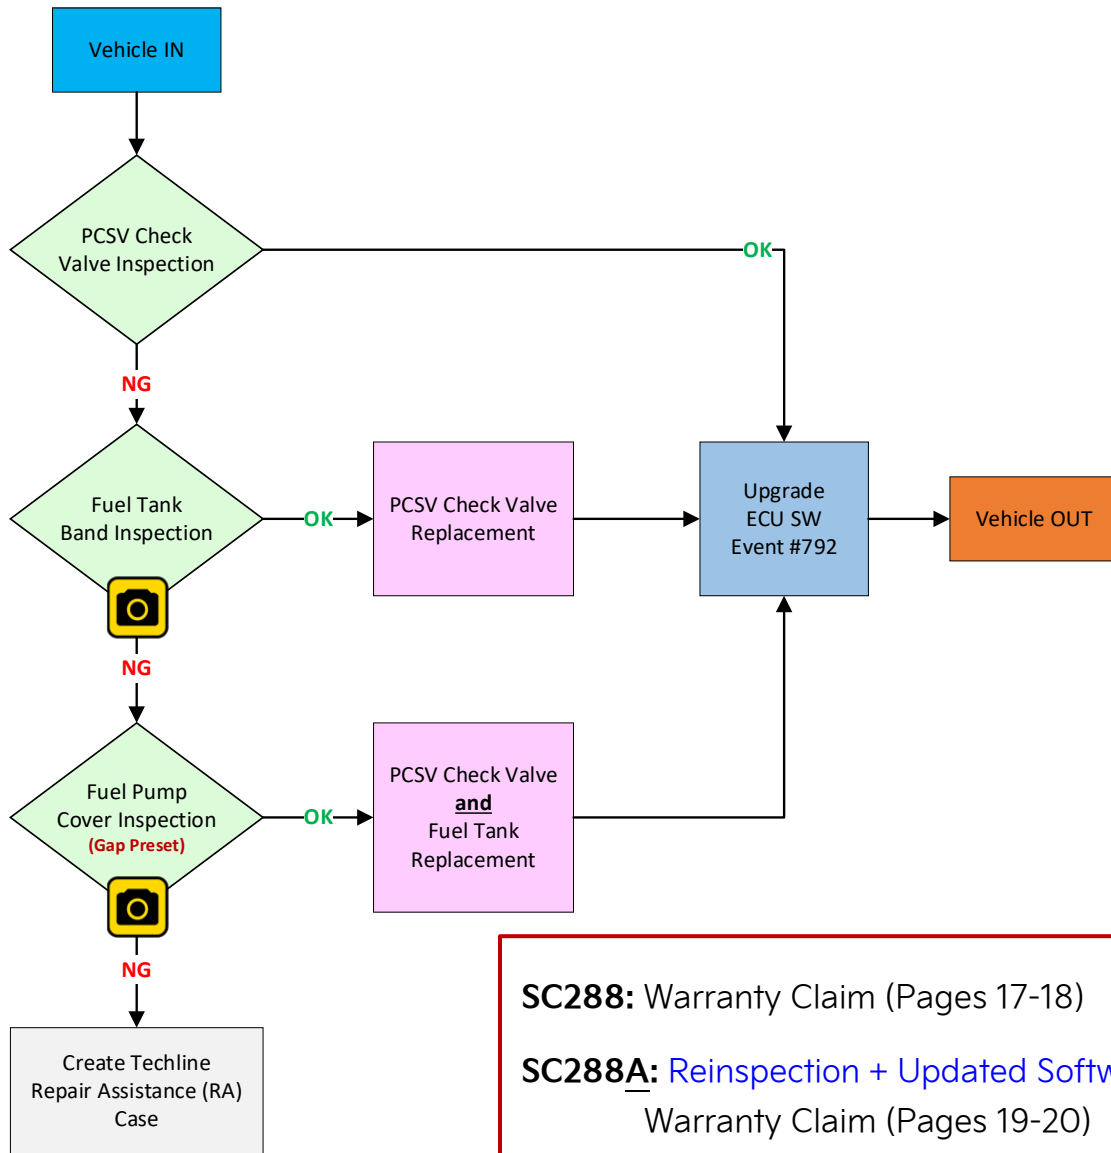 Vehicle IN
PCSV Check
Valve Inspection
OK
NG
Fuel Tank
Band Inspection
OK
PCSV Check Valve
Replacement
Upgrade
ECU SW
Event #792
Vehicle OUT
NG
Fuel Pump
Cover Inspection
(Gap Preset)
OK
PCSV Check Valve
and
Fuel Tank
Replacement
NG
Create Techline
Repair Assistance (RA)
Case
SC288: Warranty Claim (Pages 17-18)
SC288A: Reinspection + Updated
Warranty Claim (Pages 19-20)